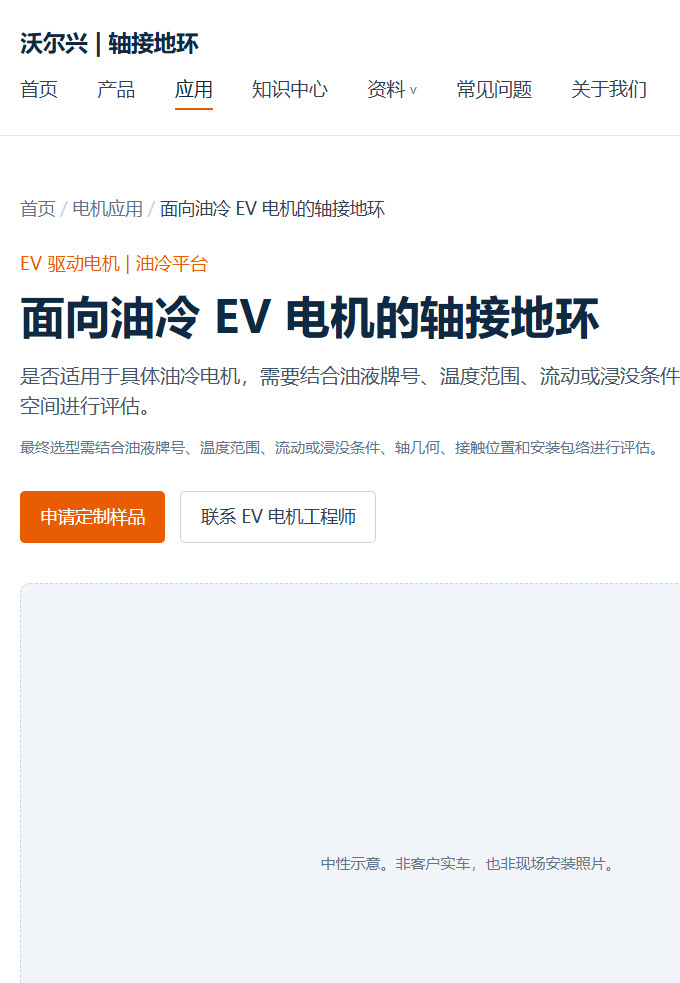 沃尔兴 | 轴接地环
首页 产品 应用 知识中心 资料 v 常见问题 关于我们
首页 / 电机应用 / 面向油冷 EV 电机的轴接地环
EV 驱动电机 | 油冷平台
面向油冷 EV 电机的轴接地环
是否适用于具体油冷电机，需要结合油液牌号、温度范围、流动或浸没条件
空间进行评估。
最终选型需结合油液牌号、温度范围、流动或浸没条件、轴几何、接触位置和安装包络进行评估。
申请定制样品 联系 EV 电机工程师
中性示意。非客户实车，也非现场安装照片。